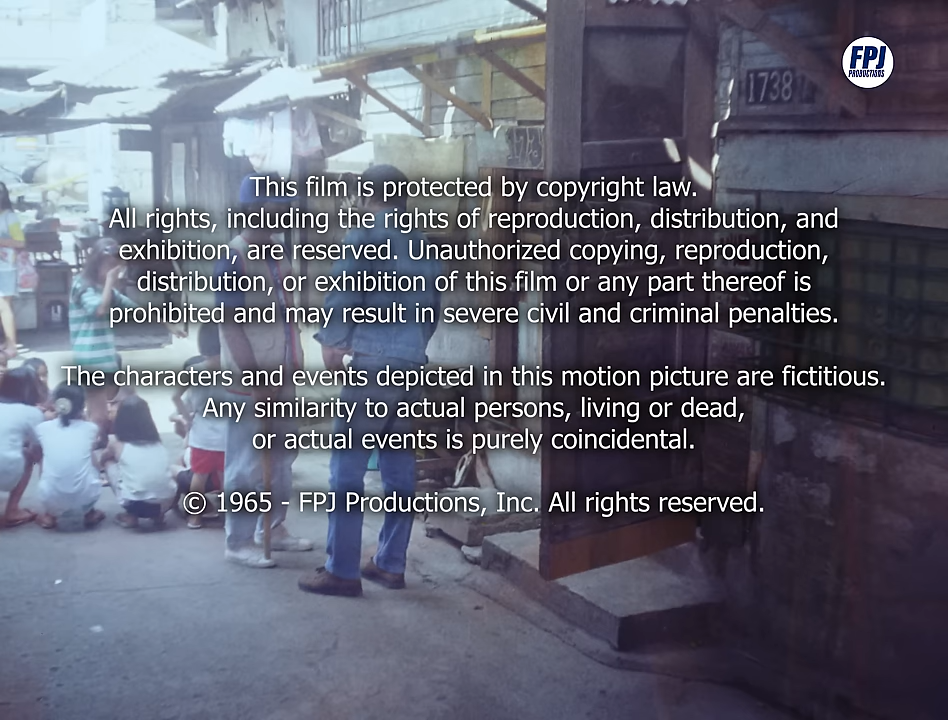 FPJ
PRODUCTIONS
1738
This film is protected by copyright law.
All rights, including the rights of reproduction, distribution, and
exhibition, are reserved. Unauthorized copying, reproduction,
distribution, or exhibition of this film or any part thereof is
prohibited and may result in severe civil and criminal penalties.
The characters and events depicted in this motion picture are fictitious.
Any similarity to actual persons, living or dead,
or actual events is purely coincidental.
© 1965 - FPJ Productions, Inc. All rights reserved.